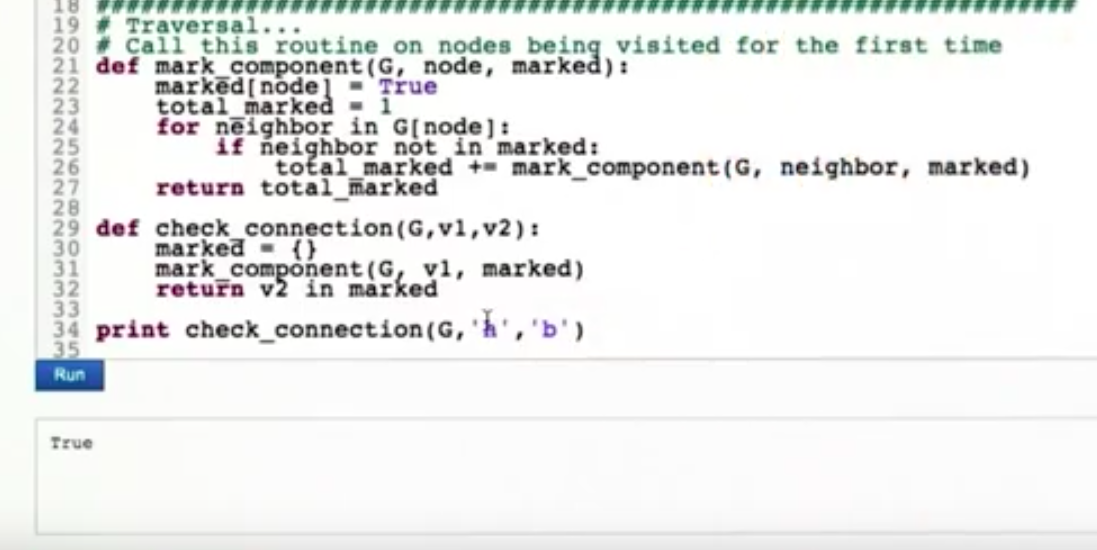 18 ##################################################################
19 # Traversal...
20 # Call this routine on nodes being visited for the first time
21 def mark_component(G, node, marked):
22     marked[node] = True
23     total_marked = 1
24     for neighbor in G[node]:
25         if neighbor not in marked:
26             total_marked += mark_component(G, neighbor, marked)
27     return total_marked
28
29 def check_connection(G,v1,v2):
30     marked = {}
31     mark_component(G, v1, marked)
32     return v2 in marked
33
34 print check_connection(G,'h','b')
35
Run
True